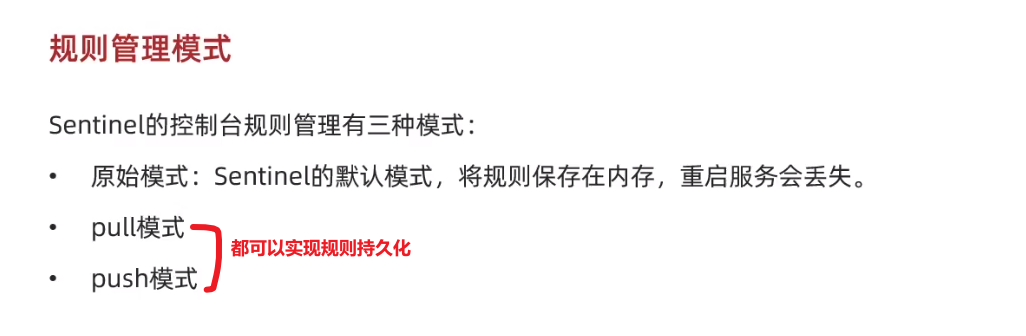 规则管理模式
Sentinel的控制台规则管理有三种模式：
• 原始模式：Sentinel的默认模式，将规则保存在内存，重启服务会丢失。
• pull模式
都可以实现规则持久化
• push模式